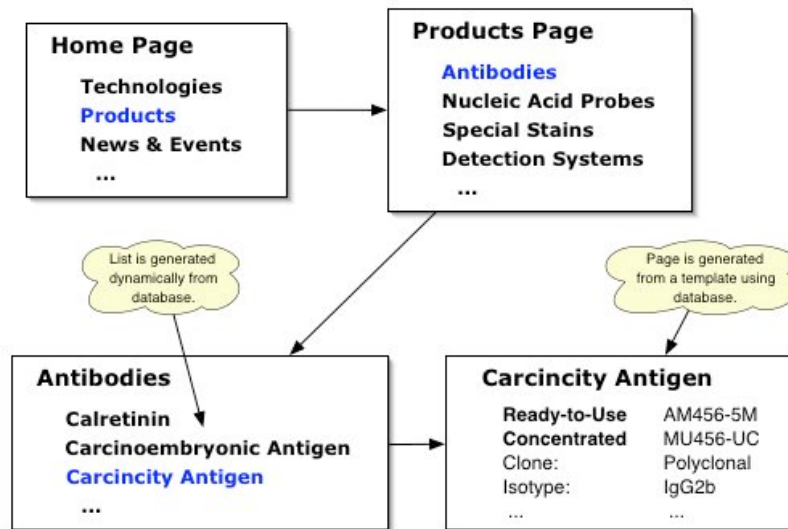 Home Page
Technologies
Products
News & Events
...
Products Page
Antibodies
Nucleic Acid Probes
Special Stains
Detection Systems
...
List is generated
dynamically from
database.
Page is generated
from a template using
database.
Antibodies
Calretinin
Carcinoembryonic Antigen
Carcincity Antigen
...
Carcincity Antigen
Ready-to-Use AM456-5M
Concentrated MU456-UC
Clone: Polyclonal
Isotype: IgG2b
... ...